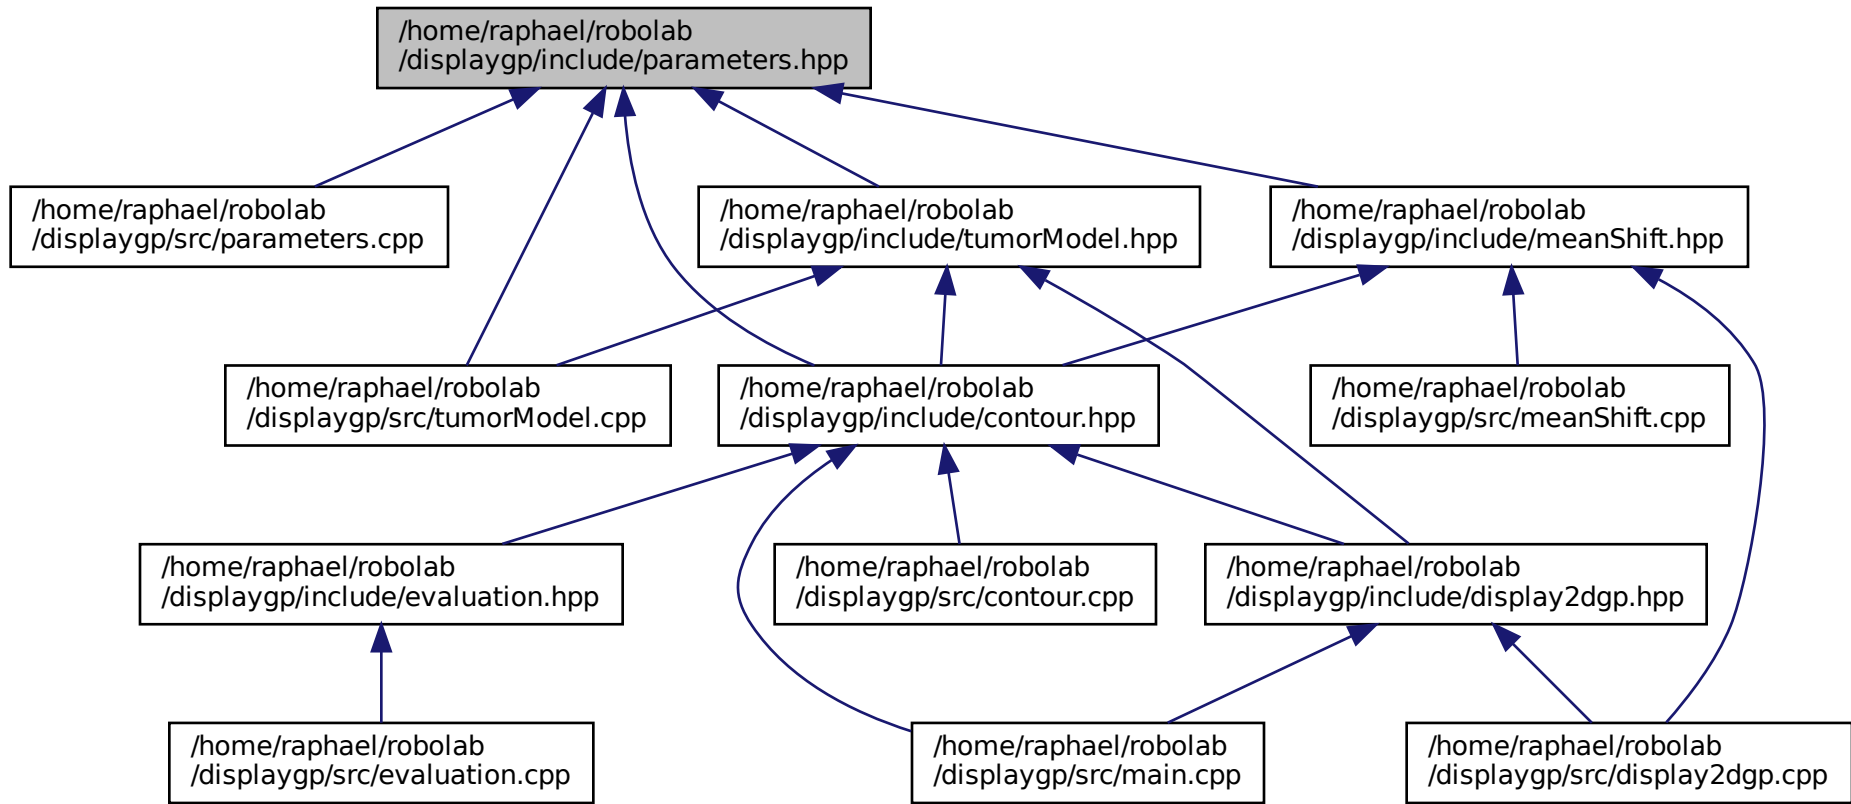 /home/raphael/robolab
/displaygp/include/parameters.hpp
/home/raphael/robolab
/displaygp/src/parameters.cpp
/home/raphael/robolab
/displaygp/include/tumorModel.hpp
/home/raphael/robolab
/displaygp/include/meanShift.hpp
/home/raphael/robolab
/displaygp/src/tumorModel.cpp
/home/raphael/robolab
/displaygp/include/contour.hpp
/home/raphael/robolab
/displaygp/src/meanShift.cpp
/home/raphael/robolab
/displaygp/include/evaluation.hpp
/home/raphael/robolab
/displaygp/src/contour.cpp
/home/raphael/robolab
/displaygp/include/display2dgp.hpp
/home/raphael/robolab
/displaygp/src/evaluation.cpp
/home/raphael/robolab
/displaygp/src/main.cpp
/home/raphael/robolab
/displaygp/src/display2dgp.cpp